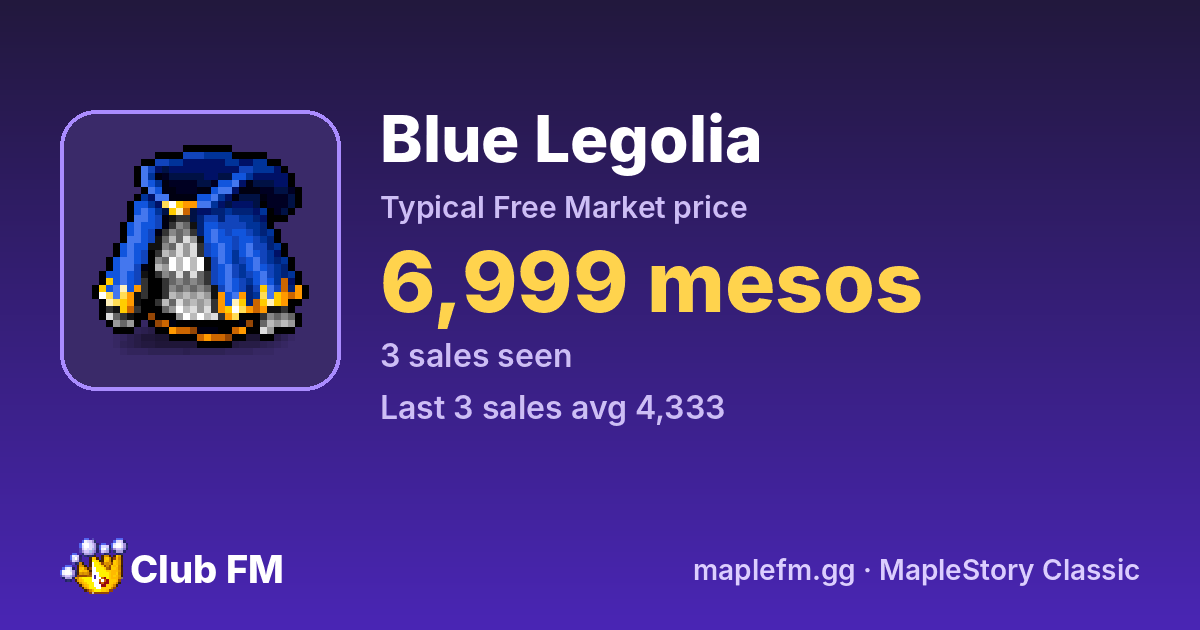 Blue Legolia
Typical Free Market price
6,999 mesos
3 sales seen
Last 3 sales avg 4,333
Club FM
maplefm.gg · MapleStory Classic